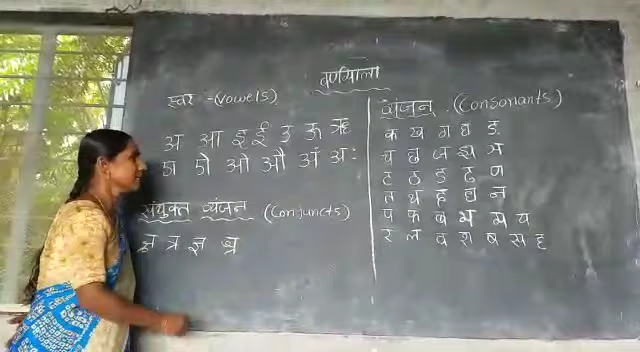 वर्णमाला
स्वर - (Vowels)
अ आ इ ई उ ऊ ऋ
ए ऐ ओ औ अं अः
संयुक्त व्यंजन (Conjuncts)
क्ष त्र ज्ञ श्र
व्यंजन . (Consonants)
क ख ग घ ङ
च छ ज झ ञ
ट ठ ड ढ ण
त थ द ध न
प फ ब भ म य
र ल व श ष स ह